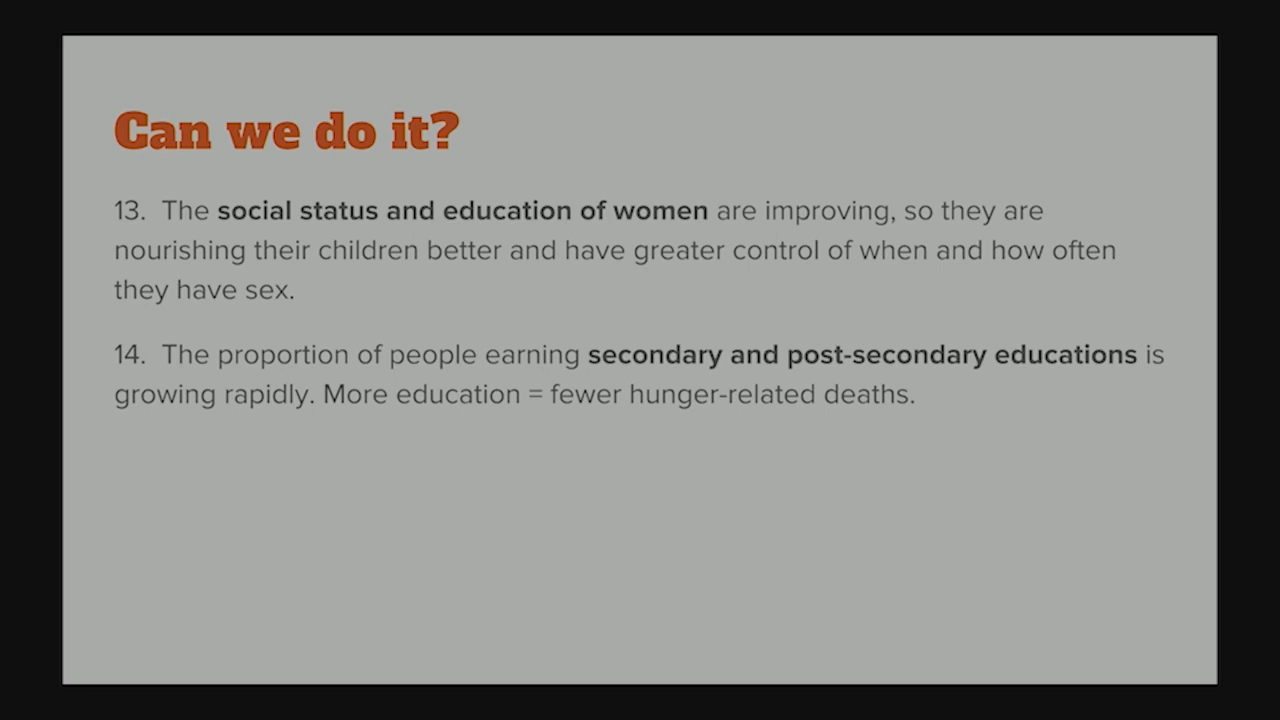 Can we do it?
13. The social status and education of women are improving, so they are
nourishing their children better and have greater control of when and how often
they have sex.
14. The proportion of people earning secondary and post-secondary educations is
growing rapidly. More education = fewer hunger-related deaths.